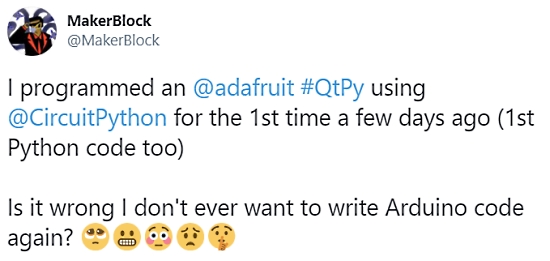 MakerBlock
@MakerBlock
I programmed an @adafruit #QtPy using
@CircuitPython for the 1st time a few days ago (1st
Python code too)
Is it wrong I don't ever want to write Arduino code
again? 🥺😬😳😟🤫